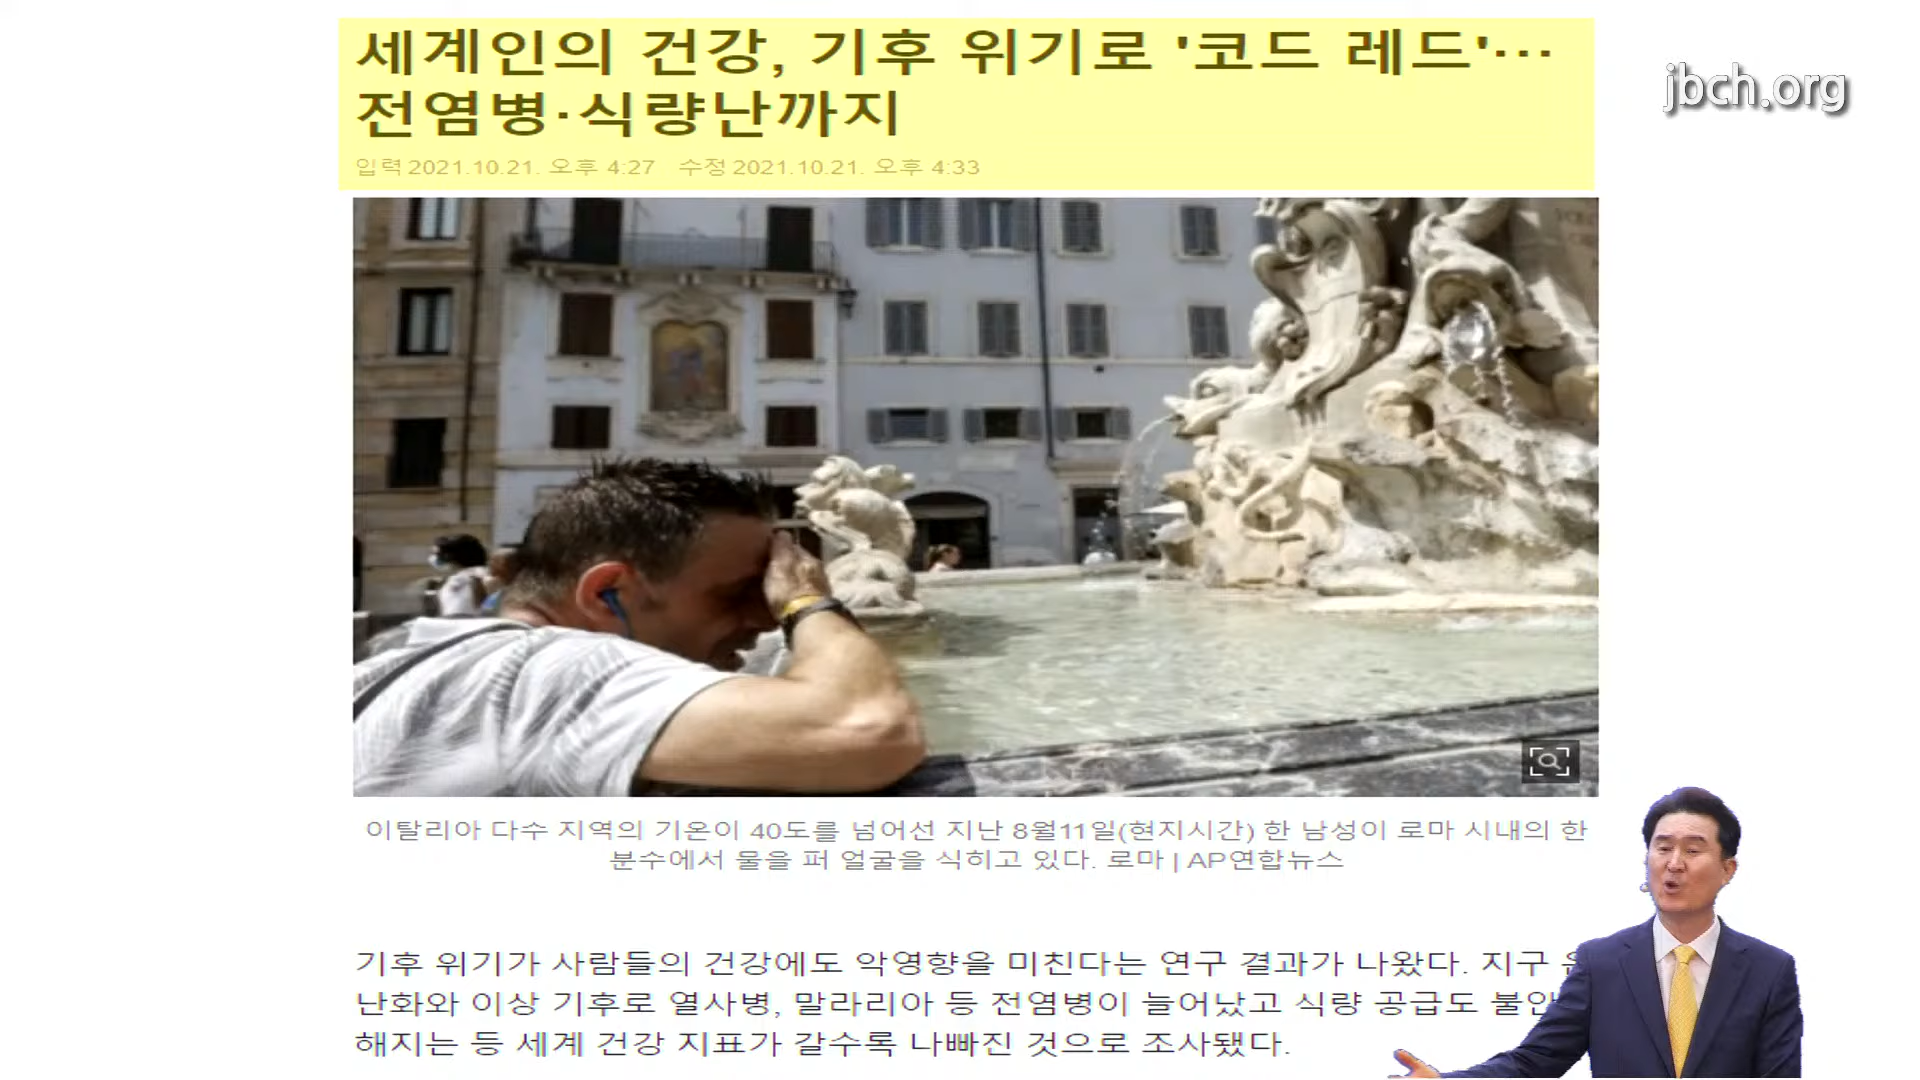 세계인의 건강, 기후 위기로 '코드 레드'…
전염병·식량난까지
입력 2021.10.21. 오후 4:27 수정 2021.10.21. 오후 4:33
jbch.org
이탈리아 다수 지역의 기온이 40도를 넘어선 지난 8월11일(현지시간) 한 남성이 로마 시내의 한
분수에서 물을 퍼 얼굴을 식히고 있다. 로마 | AP연합뉴스
기후 위기가 사람들의 건강에도 악영향을 미친다는 연구 결과가 나왔다. 지구
난화와 이상 기후로 열사병, 말라리아 등 전염병이 늘어났고 식량 공급도 불안
해지는 등 세계 건강 지표가 갈수록 나빠진 것으로 조사됐다.